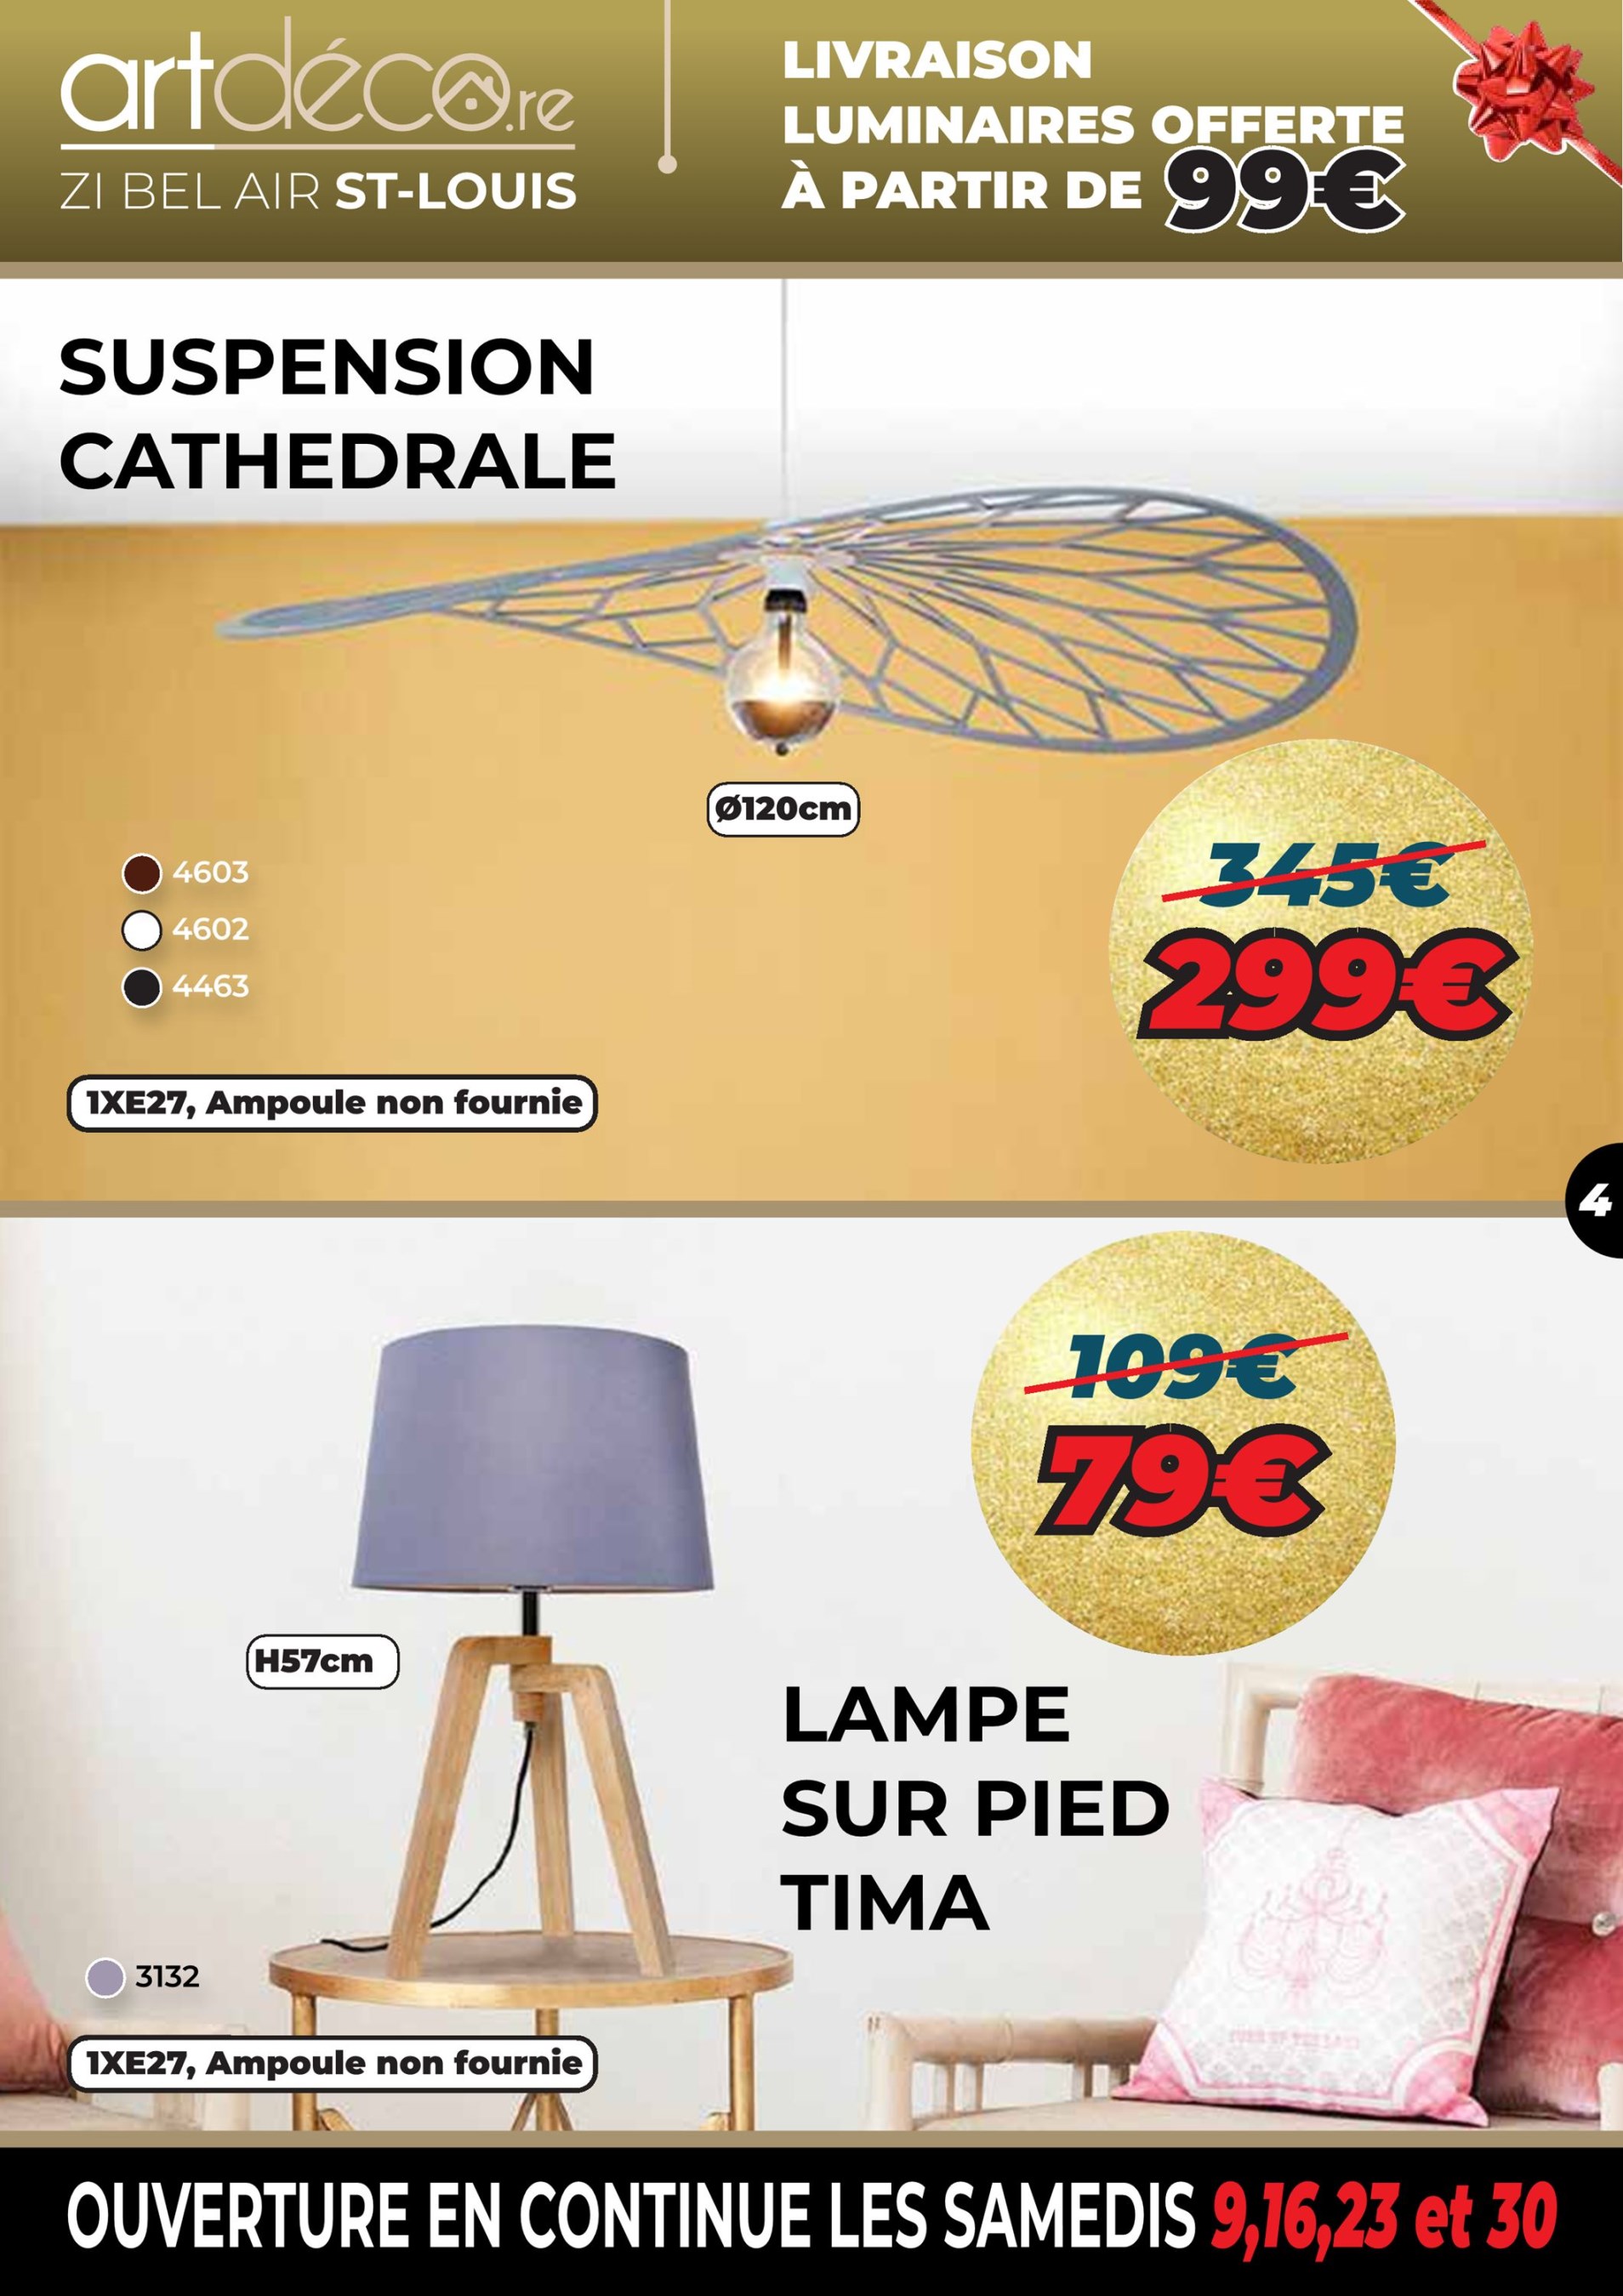 artdéco.re
ZI BEL AIR ST-LOUIS
LIVRAISON
LUMINAIRES OFFERTE
À PARTIR DE 99€
SUSPENSION
CATHEDRALE
Ø120cm
4603
4602
4463
345€
299€
1XE27, Ampoule non fournie
4
109€
79€
H57cm
LAMPE
SUR PIED
TIMA
3132
1XE27, Ampoule non fournie
OUVERTURE EN CONTINUE LES SAMEDIS 9,16,23 et 30